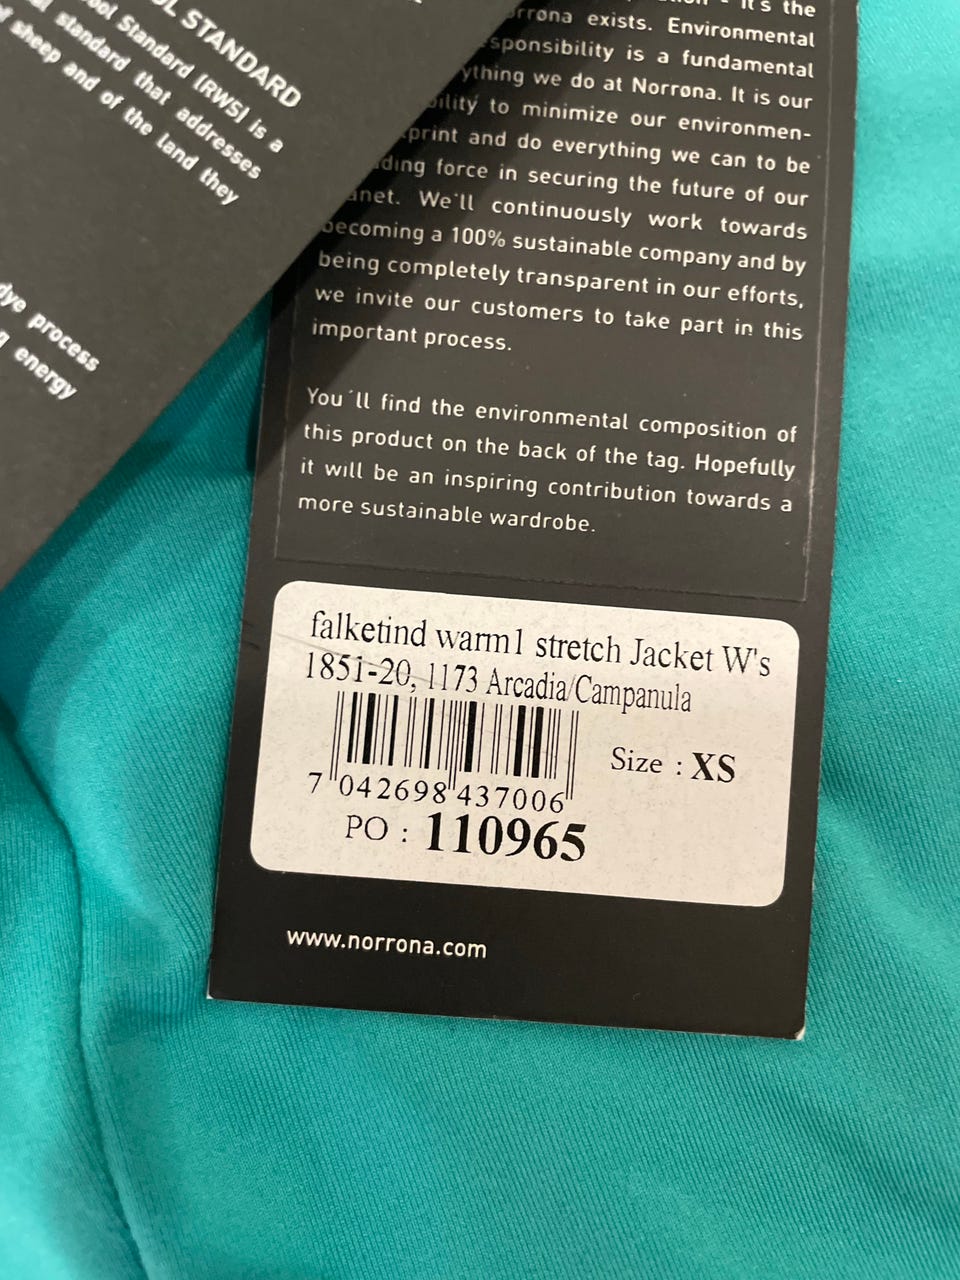 L STANDARD
ool Standard (RWS) is a
standard that addresses
sheep and of the land they
dye process
energy
- it's the
exists. Environmental
is a fundamental
we do at Norrøna. It is our
to minimize our environmen-
print and do everything we can to be
force in securing the future of our
We'll continuously work towards
becoming a 100% sustainable company and by
being completely transparent in our efforts,
we invite our customers to take part in this
important process.
You´ll find the environmental composition of
this product on the back of the tag. Hopefully
it will be an inspiring contribution towards a
more sustainable wardrobe.
falketind warm1 stretch Jacket W's
1851-20, 1173 Arcadia/Campanula
Size : XS
7 042698 437006
PO : 110965
www.norrona.com